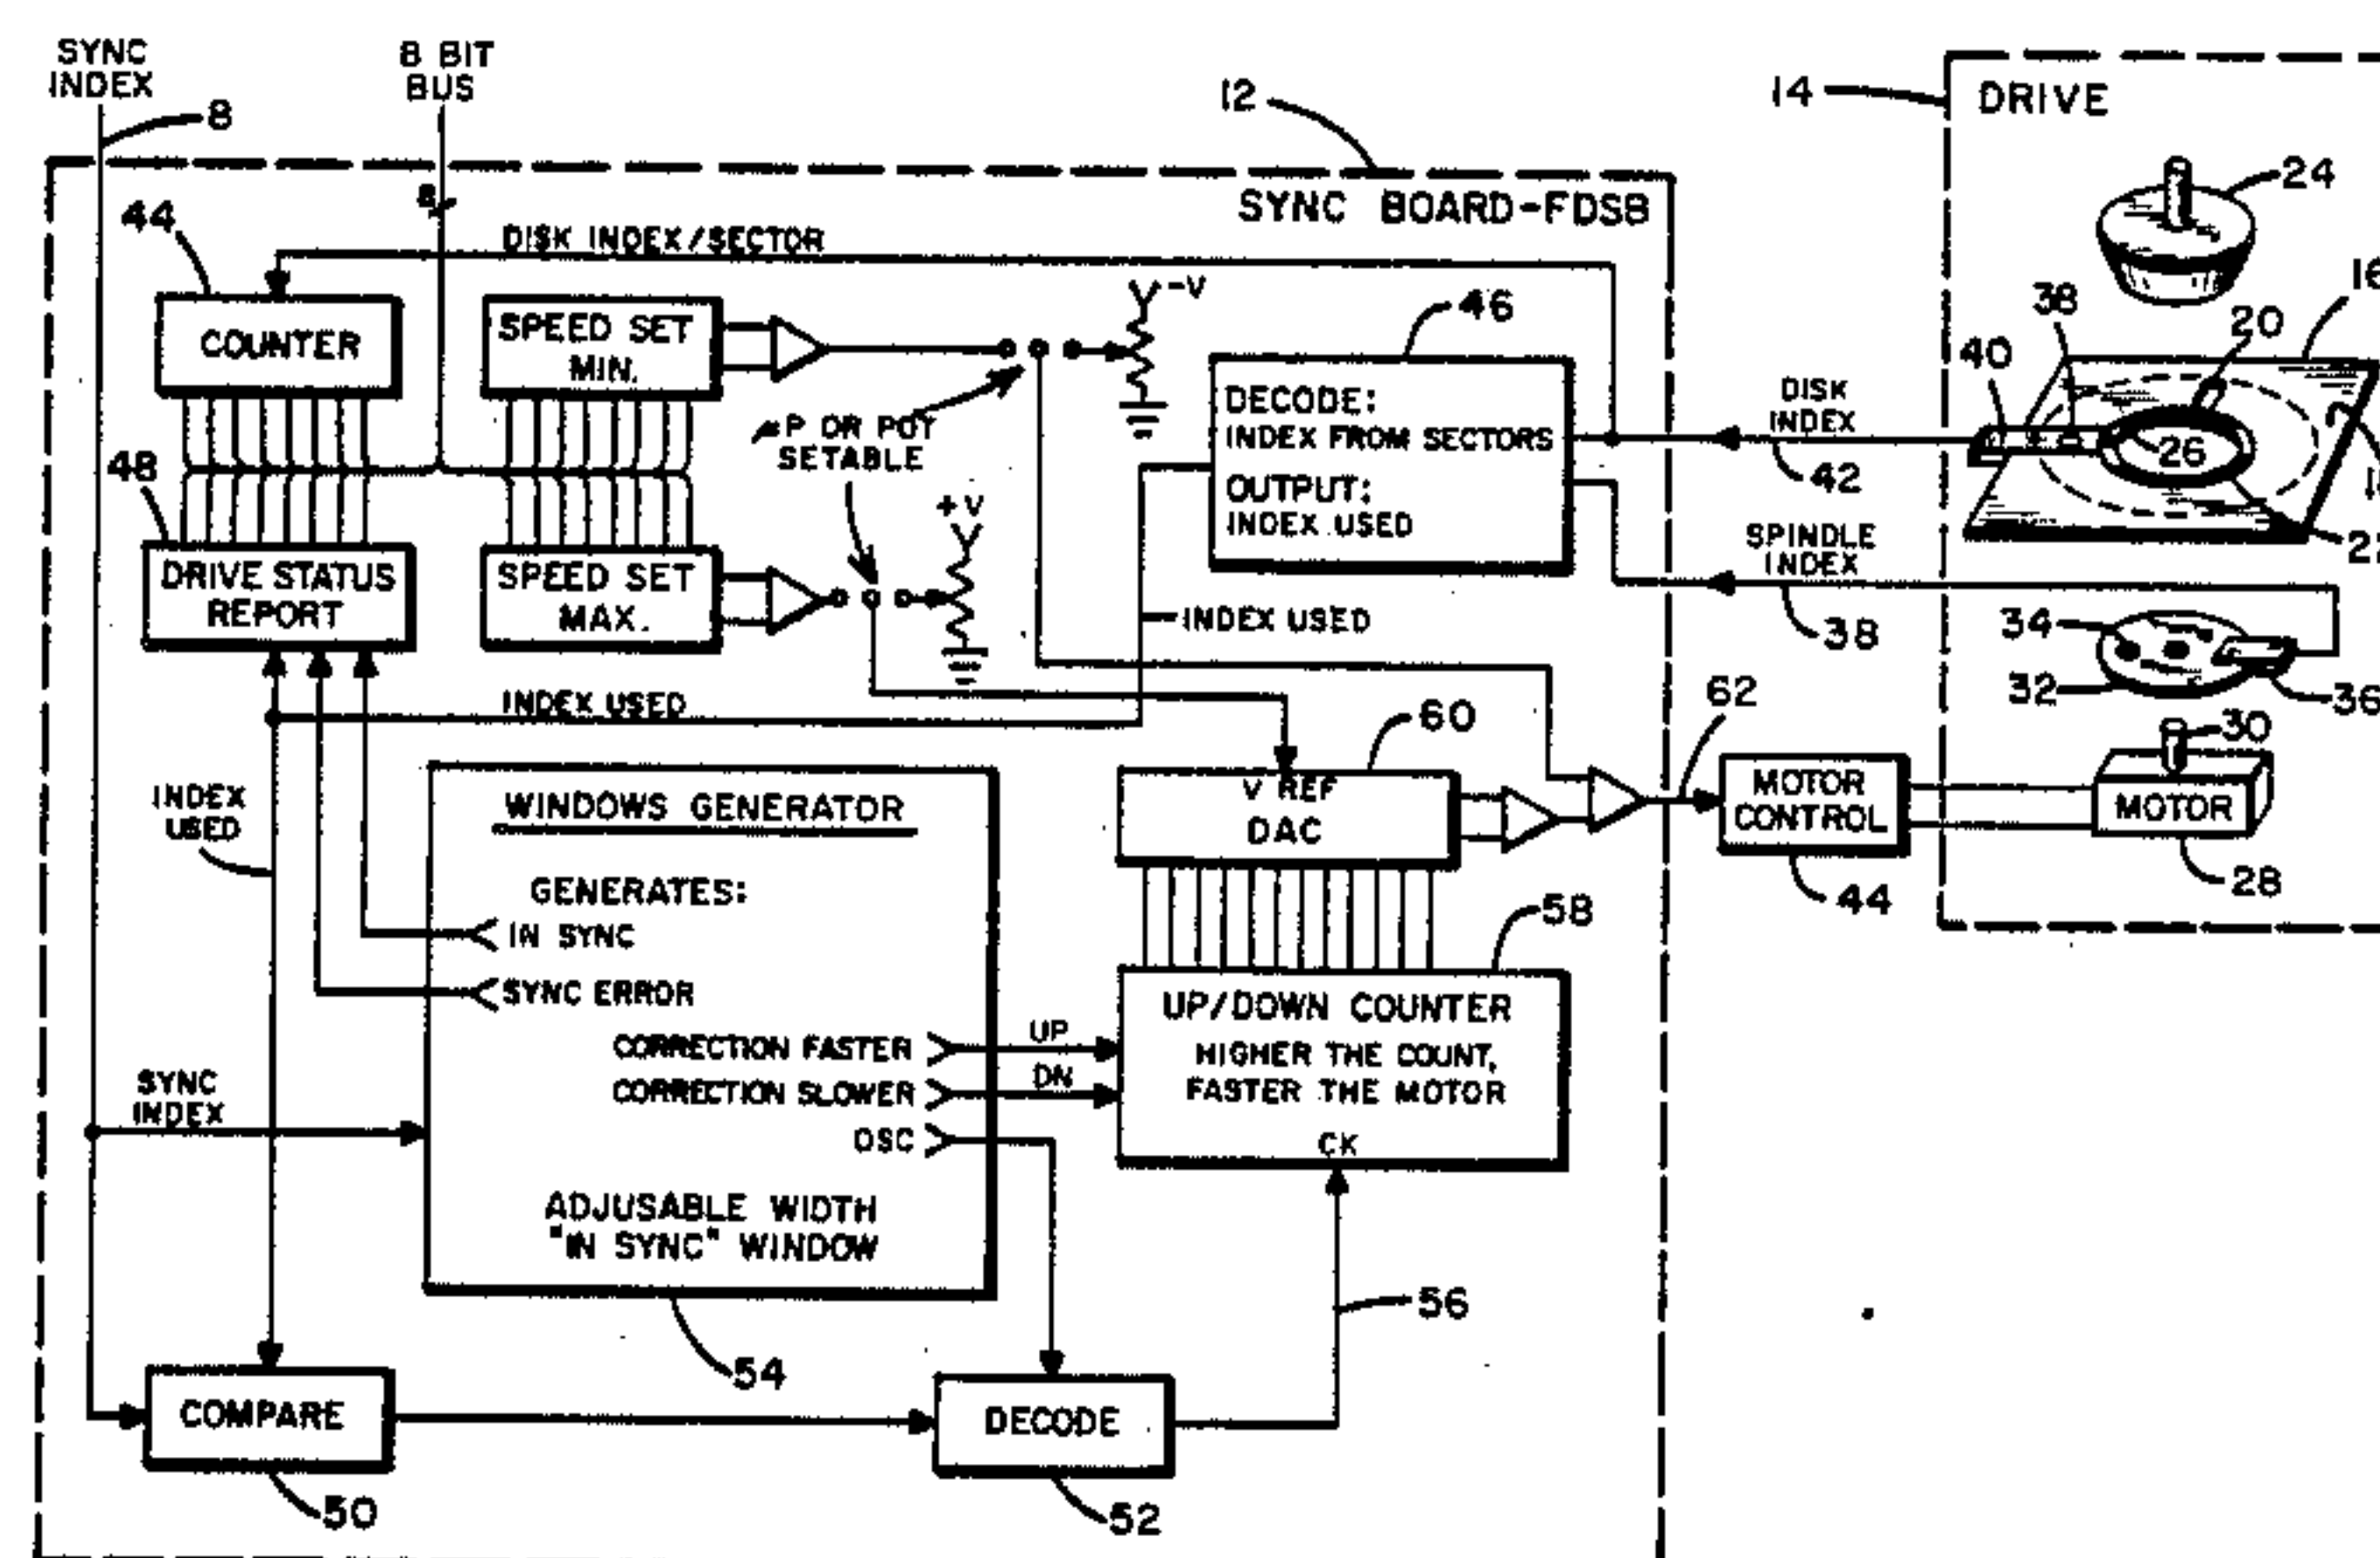 SYNC
INDEX
8 BIT
BUS
8
12
14
DRIVE
8
SYNC BOARD-FDSB
44
DISK INDEX/SECTOR
24
COUNTER
SPEED SET
MIN.
-V
46
38
20
16
40
DECODE:
INDEX FROM SECTORS
OUTPUT:
INDEX USED
DISK
INDEX
42
26
µP OR POT
SETABLE
48
DRIVE STATUS
REPORT
SPEED SET
MAX.
+V
SPINDLE
INDEX
38
INDEX USED
34
32
36
INDEX USED
60
62
30
INDEX
USED
WINDOWS GENERATOR
V REF
DAC
MOTOR
CONTROL
44
MOTOR
28
GENERATES:
IN SYNC
SYNC ERROR
58
UP/DOWN COUNTER
HIGHER THE COUNT,
FASTER THE MOTOR
CK
CORRECTION FASTER
UP
CORRECTION SLOWER
DN
OSC
SYNC
INDEX
ADJUSABLE WIDTH
"IN SYNC" WINDOW
54
56
COMPARE
50
DECODE
52